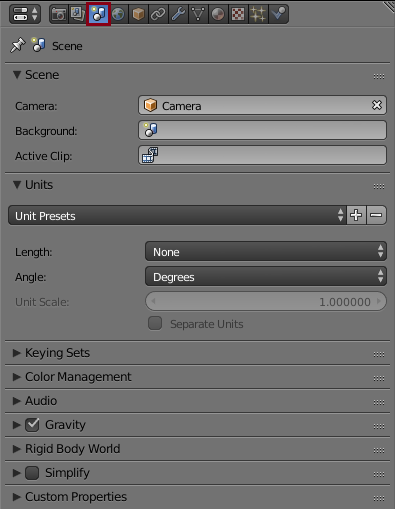 Scene
Scene
Camera: Camera
Background:
Active Clip:
Units
Unit Presets
Length: None
Angle: Degrees
Unit Scale: 1.000000
Separate Units
Keying Sets
Color Management
Audio
Gravity
Rigid Body World
Simplify
Custom Properties